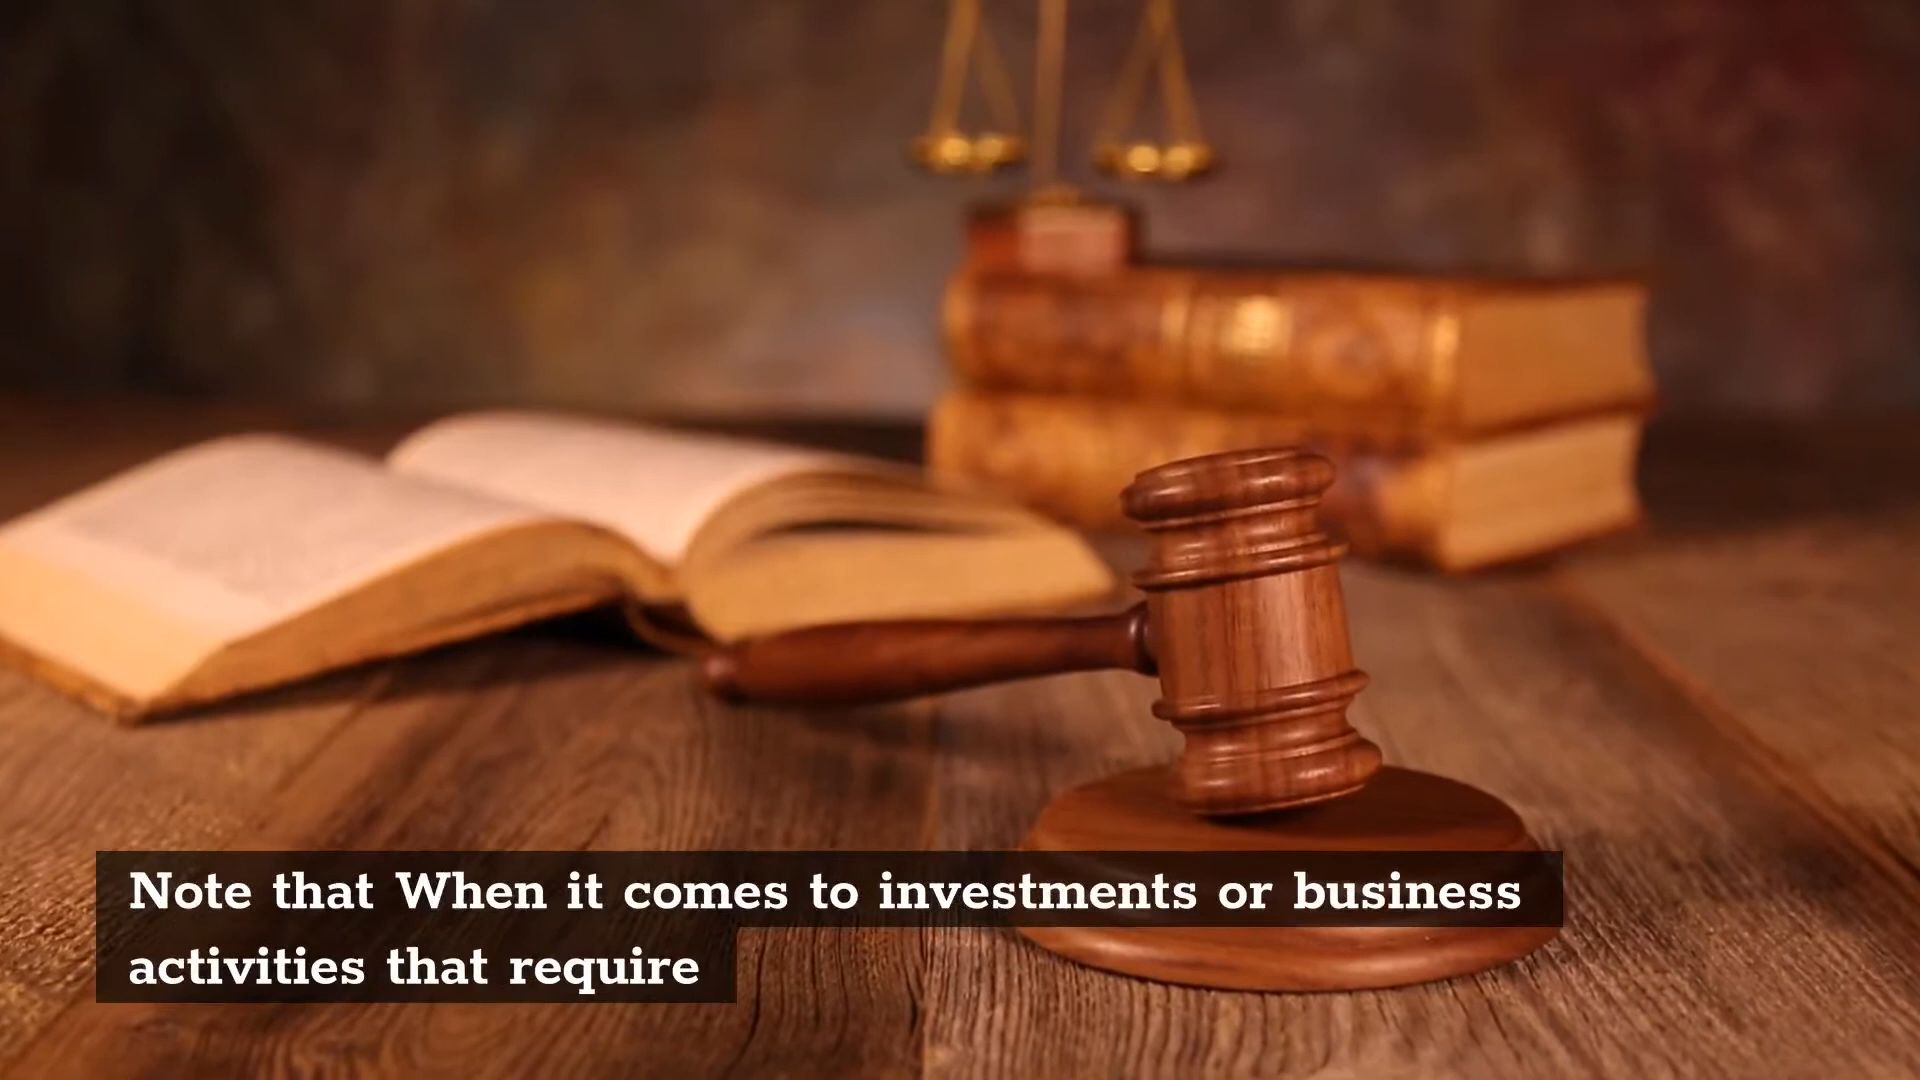 Note that When it comes to investments or business
activities that require